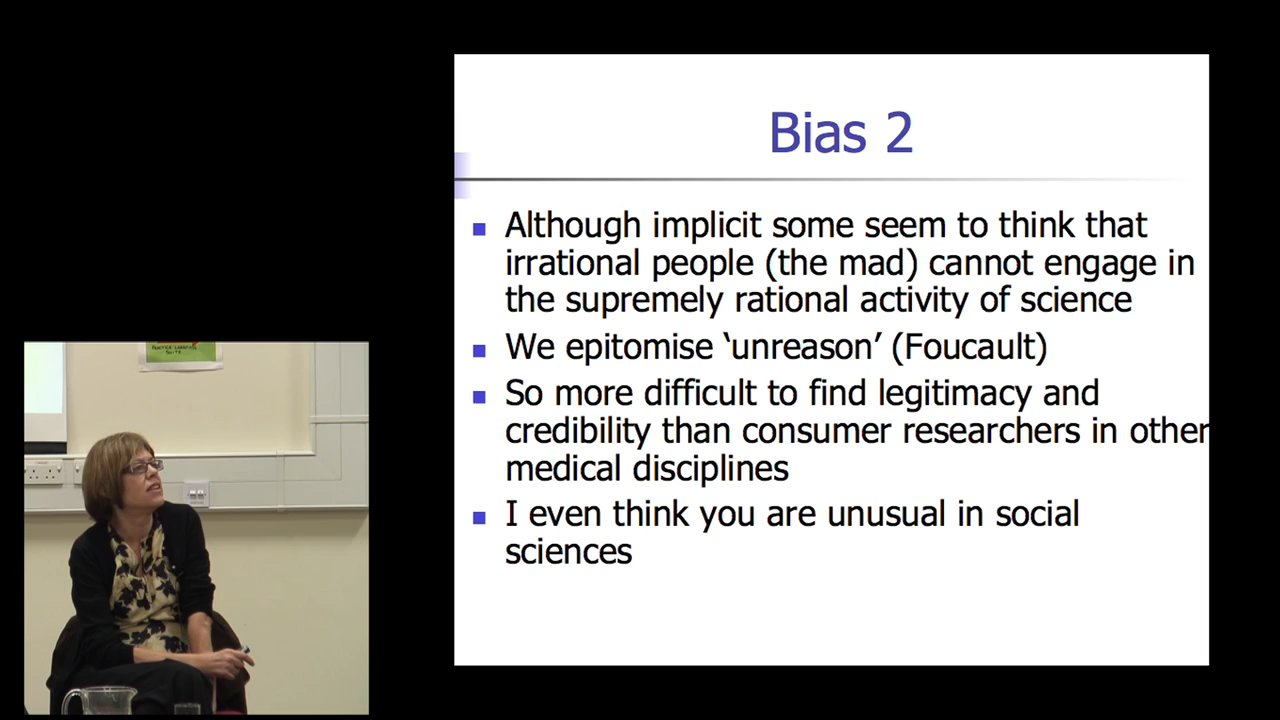 Bias 2
Although implicit some seem to think that
irrational people (the mad) cannot engage in
the supremely rational activity of science
We epitomise ‘unreason’ (Foucault)
So more difficult to find legitimacy and
credibility than consumer researchers in other
medical disciplines
I even think you are unusual in social
sciences